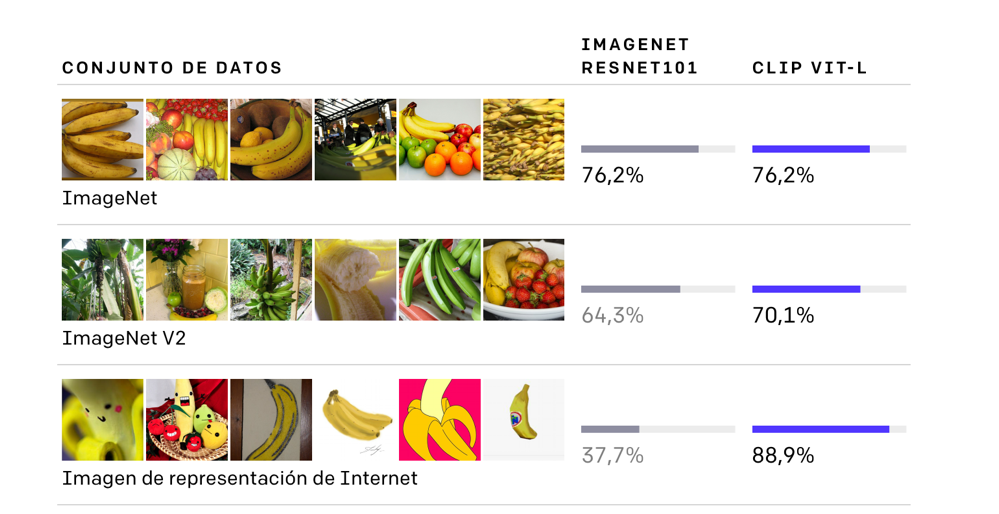 IMAGENET
CONJUNTO DE DATOS RESNET101 CLIP VIT-L
76,2% 76,2%
ImageNet
64,3% 70,1%
ImageNet V2
37,7% 88,9%
Imagen de representación de Internet